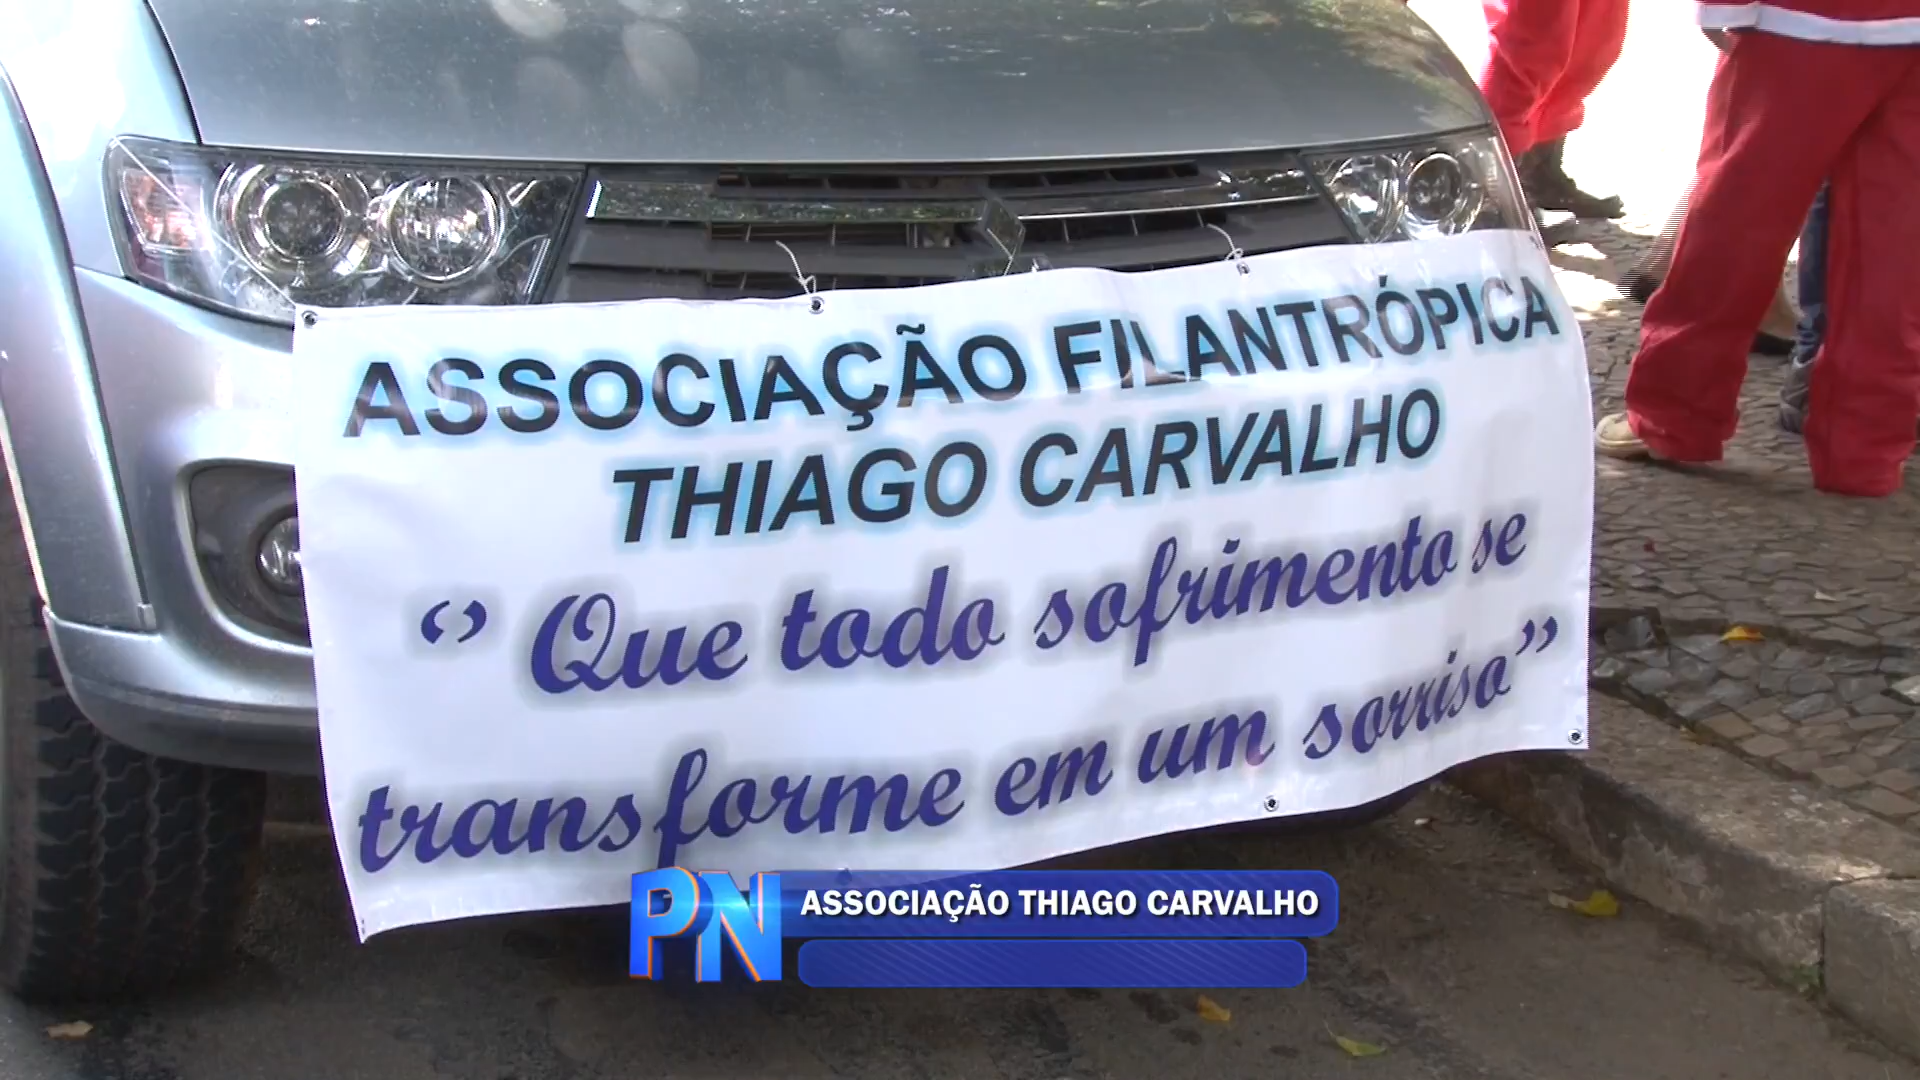 ASSOCIAÇÃO FILANTRÓPICA
THIAGO CARVALHO
‘’ Que todo sofrimento se
transforme em um sorriso’’
PN
ASSOCIAÇÃO THIAGO CARVALHO